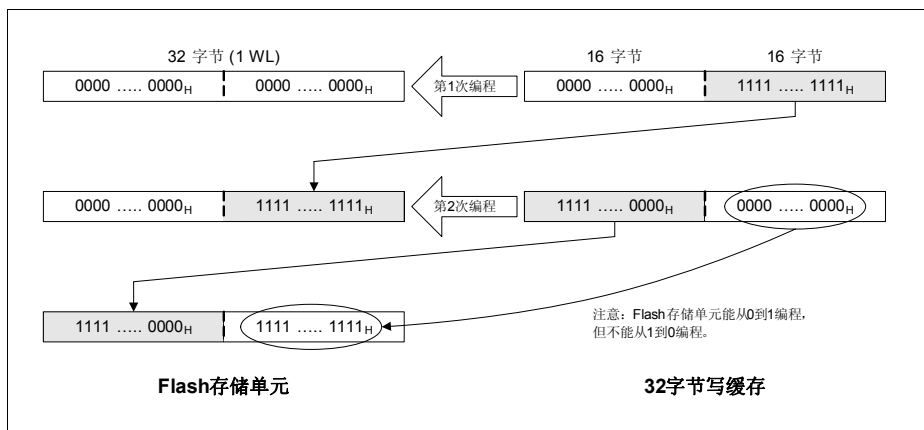 32 字节 (1 WL) 16 字节 16 字节
0000 ..... 0000H 0000 ..... 0000H 第1次编程 0000 ..... 0000H 1111 ..... 1111H
0000 ..... 0000H 1111 ..... 1111H 第2次编程 1111 ..... 0000H 0000 ..... 0000H
1111 ..... 0000H 1111 ..... 1111H
注意：Flash存储单元能从0到1编程，
但不能从1到0编程。
Flash存储单元 32字节写缓存